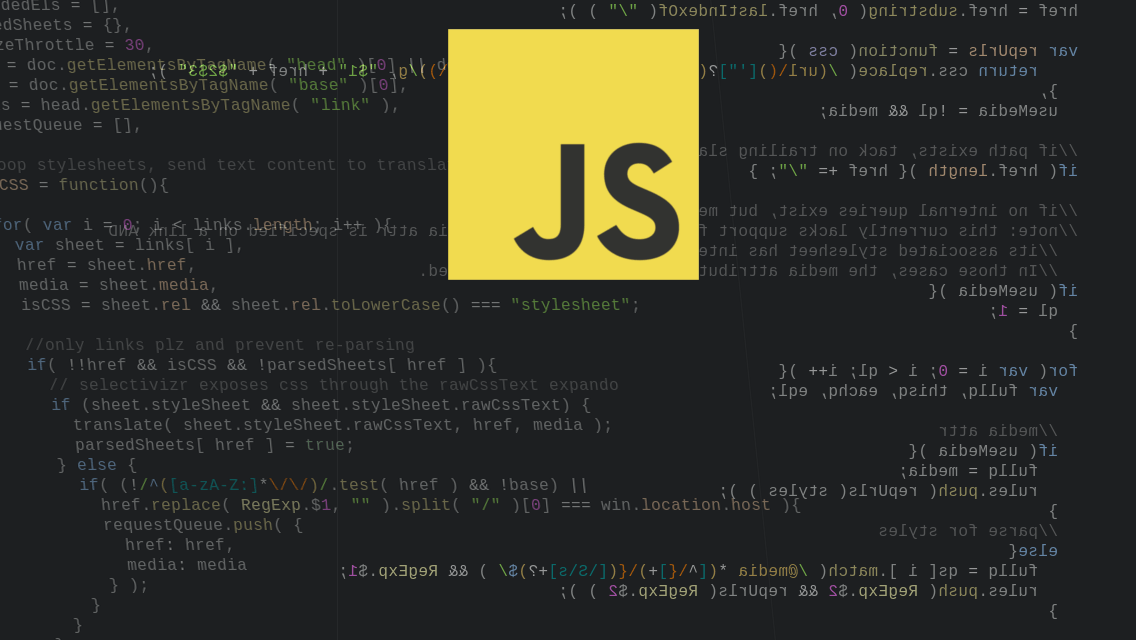 dedEls = [],
edSheets = {},
zeThrottle = 30,
= doc.getElementsByTagName( "head" )[0] || d
= doc.getElementsByTagName( "base" )[0],
s = head.getElementsByTagName( "link" ),
uestQueue = [],
oop stylesheets, send text content to transla
CSS = function(){
for( var i = 0; i < links.length; i++ ){
var sheet = links[ i ],
href = sheet.href,
media = sheet.media,
isCSS = sheet.rel && sheet.rel.toLowerCase() === "stylesheet";
//only links plz and prevent re-parsing
if( !!href && isCSS && !parsedSheets[ href ] ){
// selectivizr exposes css through the rawCssText expando
if (sheet.styleSheet && sheet.styleSheet.rawCssText) {
translate( sheet.styleSheet.rawCssText, href, media );
parsedSheets[ href ] = true;
} else {
if( (!/^([a-zA-Z:]*\/\/)/.test( href ) && !base) ||
href.replace( RegExp.$1, "" ).split( "/" )[0] === win.location.host ){
requestQueue.push( {
href: href,
media: media
} );
}
}
JS
href = href.substring( 0, href.lastIndexOf( "/" ) );
var repUrls = function( css ){
return css.replace( /(url\()(['"]?( \))/g, "$1" + href + "$2$3" );
},
useMedia = !ql && media;
//if path exists, tack on trailing sla
if( href.length ){ href += "/"; }
//if no internal queries exist, but me
//note: this currently lacks support f ia attr is specified on a link AND
//its associated stylesheet has inte
//In those cases, the media attribut ed.
if( useMedia ){
ql = 1;
}
for( var i = 0; i < ql; i++ ){
var fullq, thisq, eachq, eql;
//media attr
if( useMedia ){
fullq = media;
rules.push( repUrls( styles ) );
}
//parse for styles
else{
fullq = qs[ i ].match( /@media *([^\{]+)\{([\S\s]+?)$/ ) && RegExp.$1;
rules.push( RegExp.$2 && repUrls( RegExp.$2 ) );
}